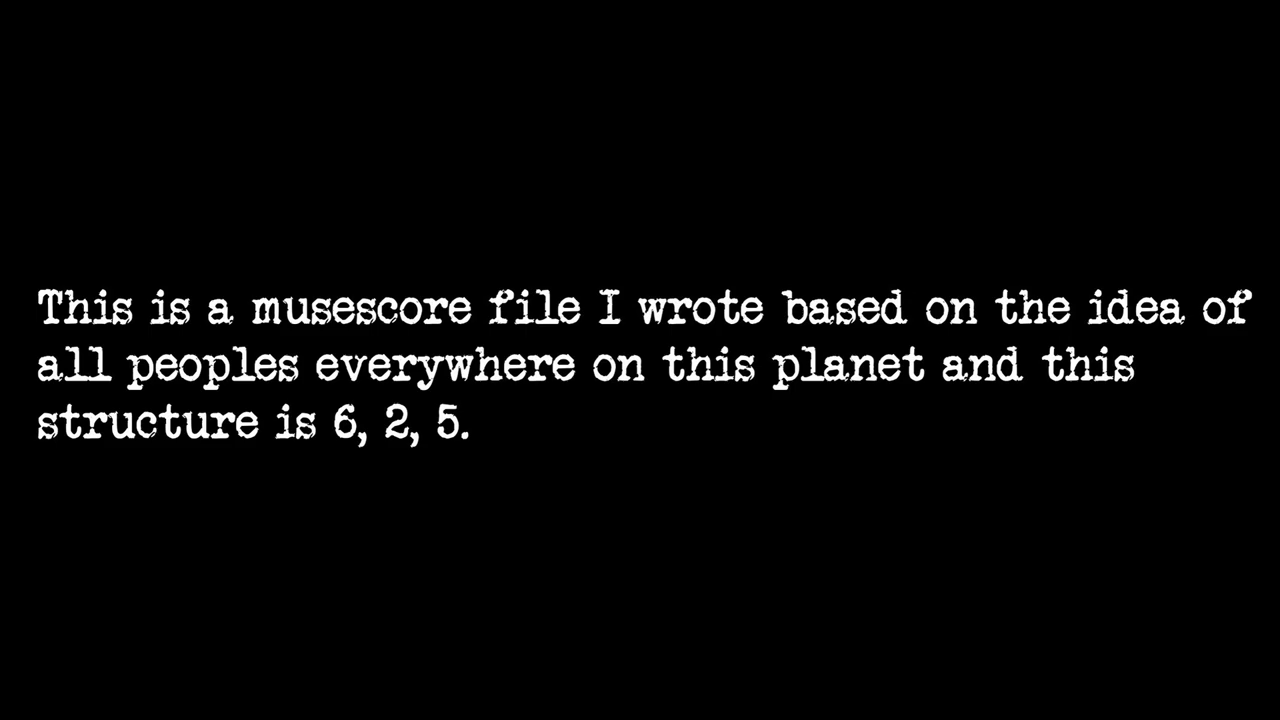 This is a musescore file I wrote based on the idea of
all peoples everywhere on this planet and this
structure is 6, 2, 5.